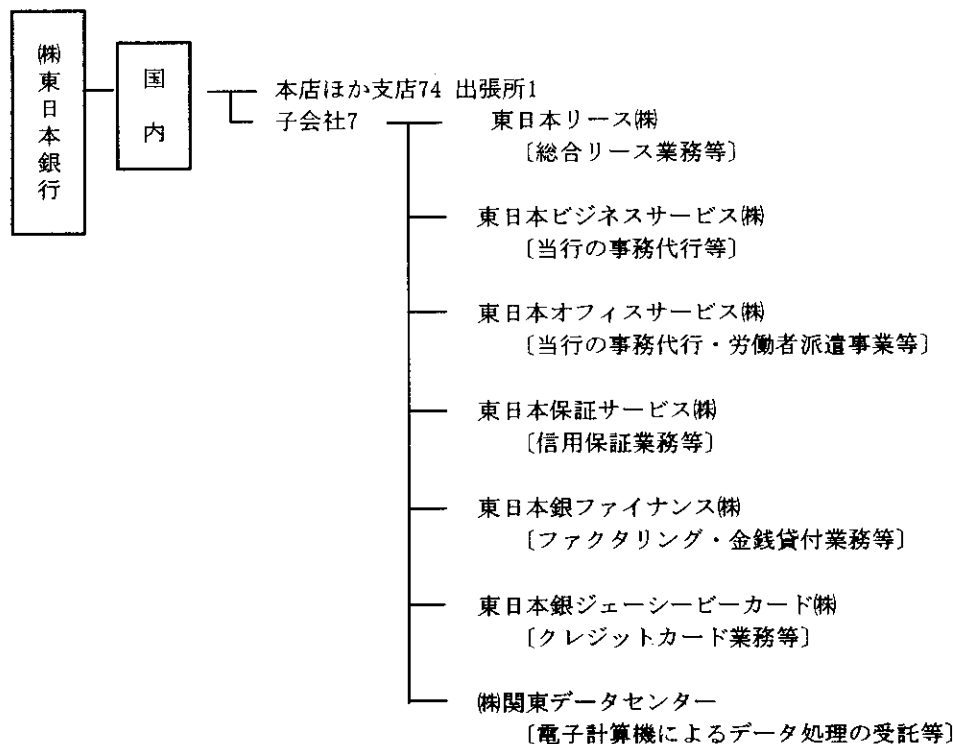 ㈱東日本銀行
国内
本店ほか支店74 出張所1
子会社7
東日本リース㈱
〔総合リース業務等〕
東日本ビジネスサービス㈱
〔当行の事務代行等〕
東日本オフィスサービス㈱
〔当行の事務代行・労働者派遣事業等〕
東日本保証サービス㈱
〔信用保証業務等〕
東日本銀ファイナンス㈱
〔ファクタリング・金銭貸付業務等〕
東日本銀ジェーシービーカード㈱
〔クレジットカード業務等〕
㈱関東データセンター
〔電子計算機によるデータ処理の受託等〕